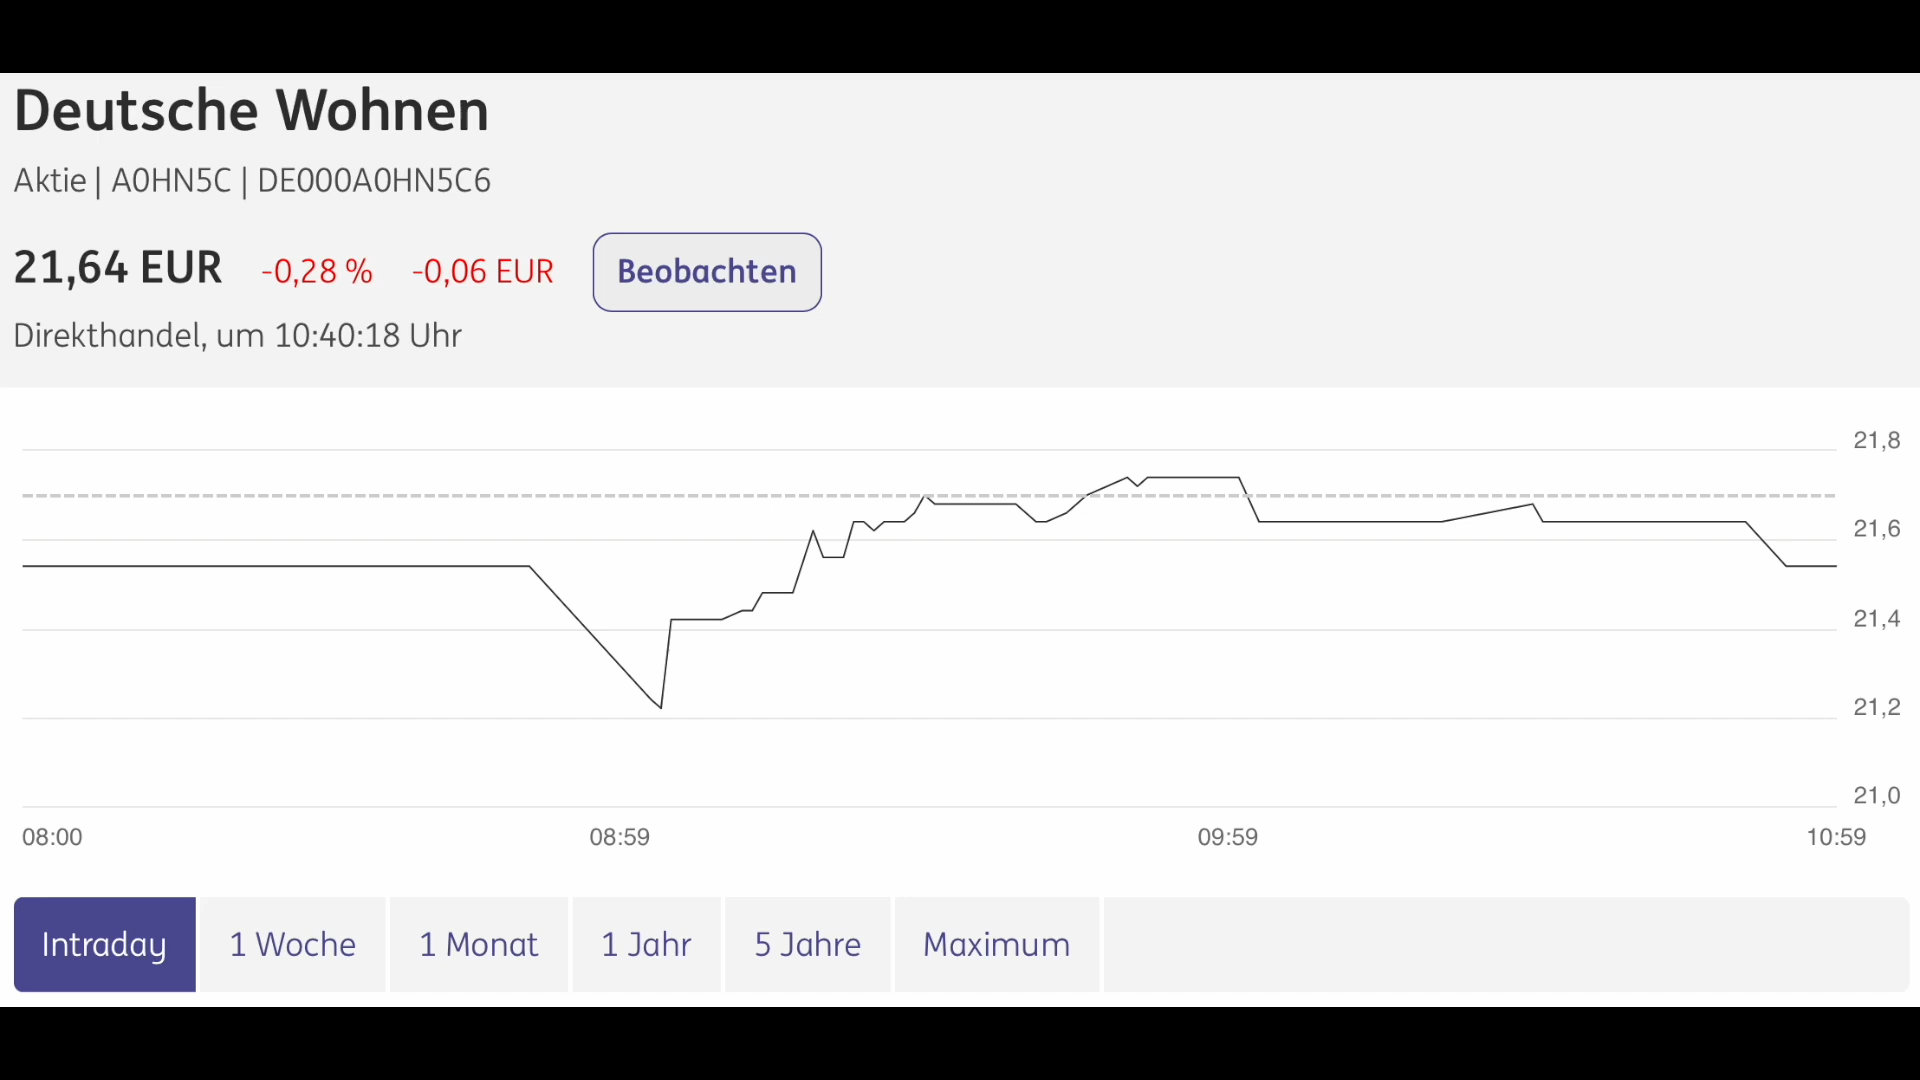 Deutsche Wohnen
Aktie | A0HN5C | DE000A0HN5C6
21,64 EUR -0,28 % -0,06 EUR Beobachten
Direkthandel, um 10:40:18 Uhr
21,8
21,6
21,4
21,2
21,0
08:00 08:59 09:59 10:59
Intraday 1 Woche 1 Monat 1 Jahr 5 Jahre Maximum